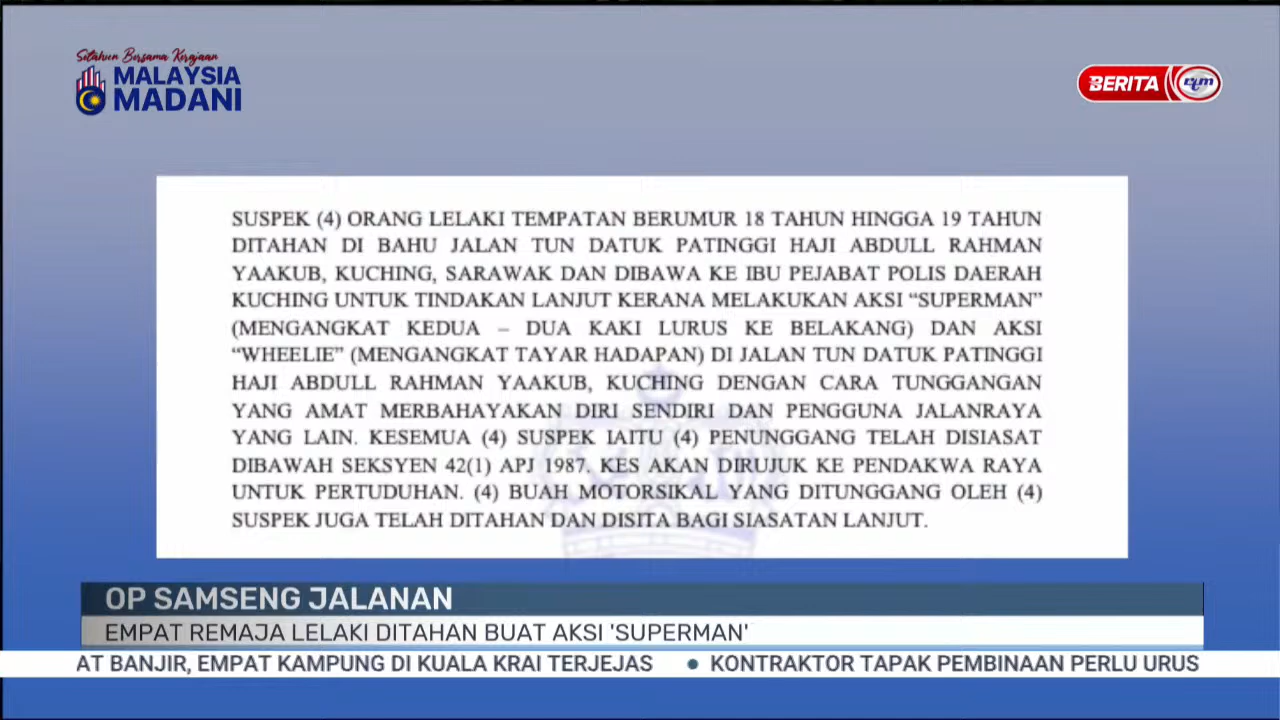 Setahun Bersama Kerajaan
MALAYSIA
MADANI
BERITA rtm
SUSPEK (4) ORANG LELAKI TEMPATAN BERUMUR 18 TAHUN HINGGA 19 TAHUN
DITAHAN DI BAHU JALAN TUN DATUK PATINGGI HAJI ABDULL RAHMAN
YAAKUB, KUCHING, SARAWAK DAN DIBAWA KE IBU PEJABAT POLIS DAERAH
KUCHING UNTUK TINDAKAN LANJUT KERANA MELAKUKAN AKSI “SUPERMAN”
(MENGANGKAT KEDUA – DUA KAKI LURUS KE BELAKANG) DAN AKSI
“WHEELIE” (MENGANGKAT TAYAR HADAPAN) DI JALAN TUN DATUK PATINGGI
HAJI ABDULL RAHMAN YAAKUB, KUCHING DENGAN CARA TUNGGANGAN
YANG AMAT MERBAHAYAKAN DIRI SENDIRI DAN PENGGUNA JALANRAYA
YANG LAIN. KESEMUA (4) SUSPEK IAITU (4) PENUNGGANG TELAH DISIASAT
DIBAWAH SEKSYEN 42(1) APJ 1987. KES AKAN DIRUJUK KE PENDAKWA RAYA
UNTUK PERTUDUHAN. (4) BUAH MOTORSIKAL YANG DITUNGGANG OLEH (4)
SUSPEK JUGA TELAH DITAHAN DAN DISITA BAGI SIASATAN LANJUT.
OP SAMSENG JALANAN
EMPAT REMAJA LELAKI DITAHAN BUAT AKSI 'SUPERMAN'
AT BANJIR, EMPAT KAMPUNG DI KUALA KRAI TERJEJAS • KONTRAKTOR TAPAK PEMBINAAN PERLU URUS